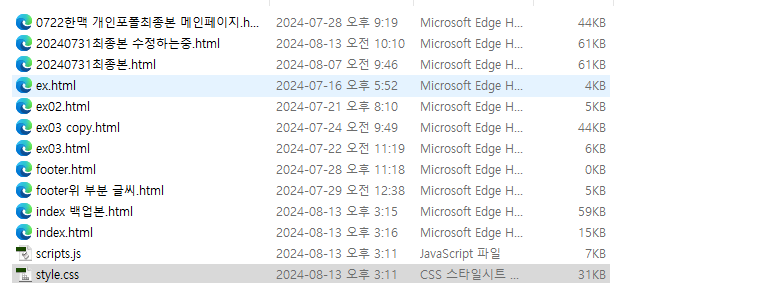 0722한맥 개인포폴최종본 메인페이지.h... 2024-07-28 오후 9:19 Microsoft Edge H... 44KB
20240731최종본 수정하는중.html 2024-08-13 오전 10:10 Microsoft Edge H... 61KB
20240731최종본.html 2024-08-07 오전 9:46 Microsoft Edge H... 61KB
ex.html 2024-07-16 오후 5:52 Microsoft Edge H... 4KB
ex02.html 2024-07-21 오후 8:10 Microsoft Edge H... 5KB
ex03 copy.html 2024-07-24 오전 9:49 Microsoft Edge H... 44KB
ex03.html 2024-07-22 오전 11:19 Microsoft Edge H... 6KB
footer.html 2024-07-28 오후 11:18 Microsoft Edge H... 0KB
footer위 부분 글씨.html 2024-07-29 오전 12:38 Microsoft Edge H... 5KB
index 백업본.html 2024-08-13 오후 3:15 Microsoft Edge H... 59KB
index.html 2024-08-13 오후 3:16 Microsoft Edge H... 15KB
scripts.js 2024-08-13 오후 3:11 JavaScript 파일 7KB
style.css 2024-08-13 오후 3:11 CSS 스타일시트 ... 31KB